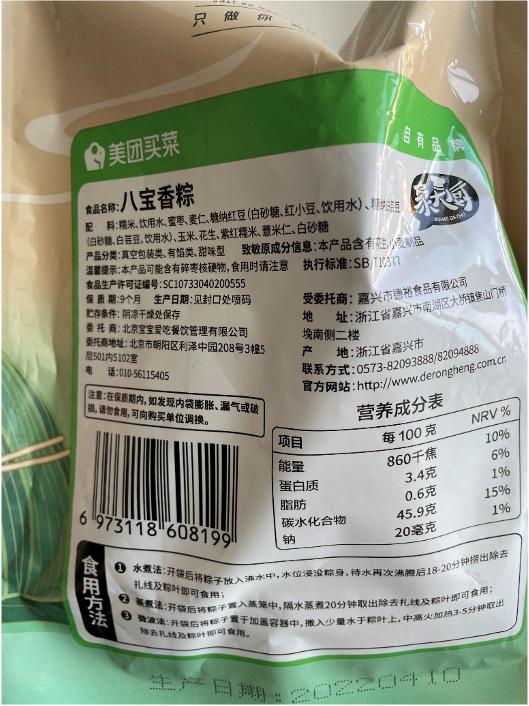 只做你
美团买菜
自有品牌
食品名称:八宝香粽
配 料:糯米、饮用水、蜜枣、麦仁、糖纳红豆(白砂糖、红小豆、饮用水)、糖纳白芸豆
(白砂糖、白芸豆、饮用水)、玉米、花生、紫红糯米、薏米仁、白砂糖
产品分类:真空包装类、有馅类、甜味型 致敏原成分信息:本产品含有花生、小麦制品
温馨提示:本产品可能含有碎枣核硬物,食用时请注意 执行标准:SB/T10377
食品生产许可证编号:SC10733040200555
保 质 期:9个月 生产日期:见封口处喷码
贮存条件:阴凉干燥处保存
委 托 商:北京宝宝爱吃餐饮管理有限公司
委托商地址:北京市朝阳区利泽中园208号3幢5
层501内5102室
电 话:010-56115405
受委托商:嘉兴市德裕食品有限公司
地 址:浙江省嘉兴市南湖区大桥镇焦山门桥
堍南侧二楼
产 地:浙江省嘉兴市
联系方式:0573-82093888/82094888
官方网站:http://www.derongheng.com.cn
注意:在保质期内,如发现内袋膨胀、漏气或破
损,请勿食用,可向购买单位调换。
营养成分表
项目 每100克 NRV %
能量 860千焦 10%
蛋白质 3.4克 6%
脂肪 0.6克 1%
碳水化合物 45.9克 15%
钠 20毫克 1%
6 973118 608199
食用方法
1 水煮法:开袋后将粽子放入沸水中,水位浸没粽身,待水再次沸腾后18-20分钟捞出除去
扎线及粽叶即可食用;
2 蒸煮法:开袋后将粽子置入蒸笼中,隔水蒸煮20分钟取出除去扎线及粽叶即可食用;
3 微波法:开袋后将粽子置于加盖容器中,撒入少量水于粽叶上,中高火加热3-5分钟取出
除去扎线及粽叶即可食用。
生产日期:20220410